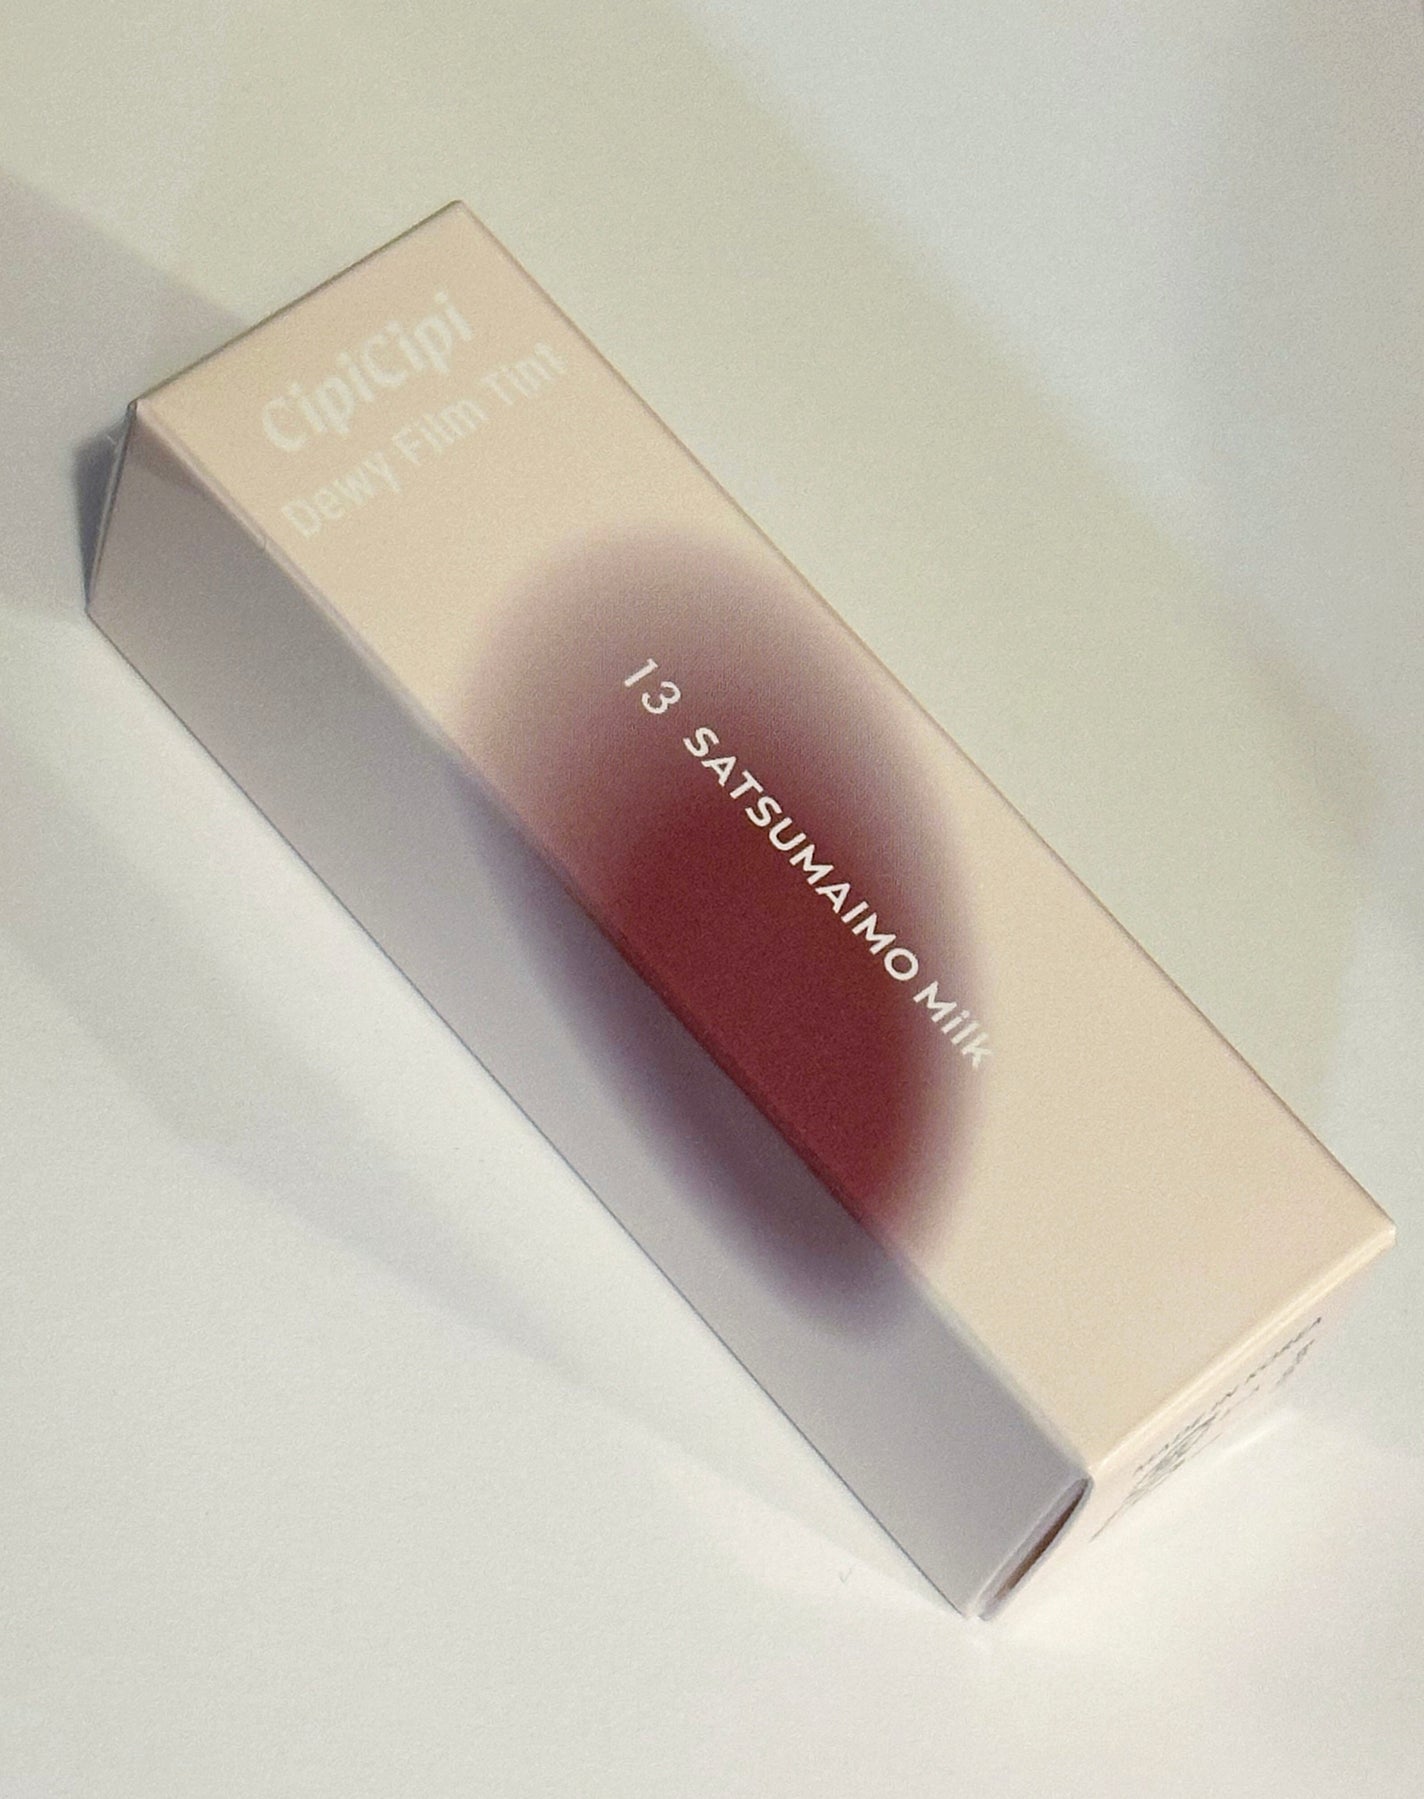 CipiCipi
Dewy Film Tint
13 SATSUMAIMO Milk